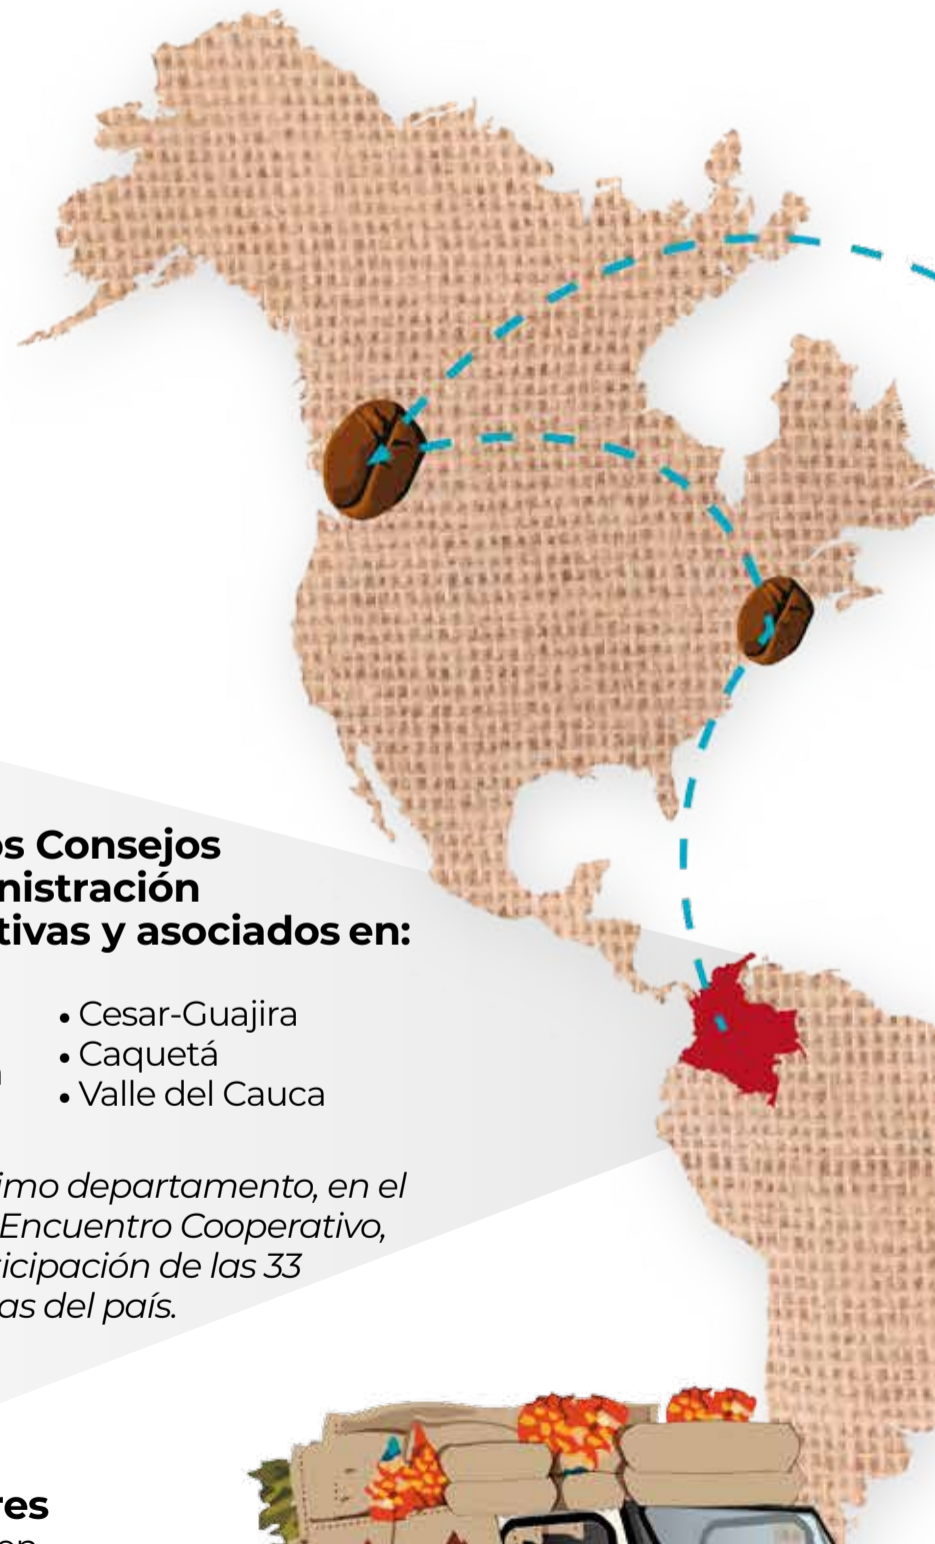 os Consejos
nistración
tivas y asociados en:
• Cesar-Guajira
• Caquetá
• Valle del Cauca
imo departamento, en el
Encuentro Cooperativo,
ticipación de las 33
as del país.
res